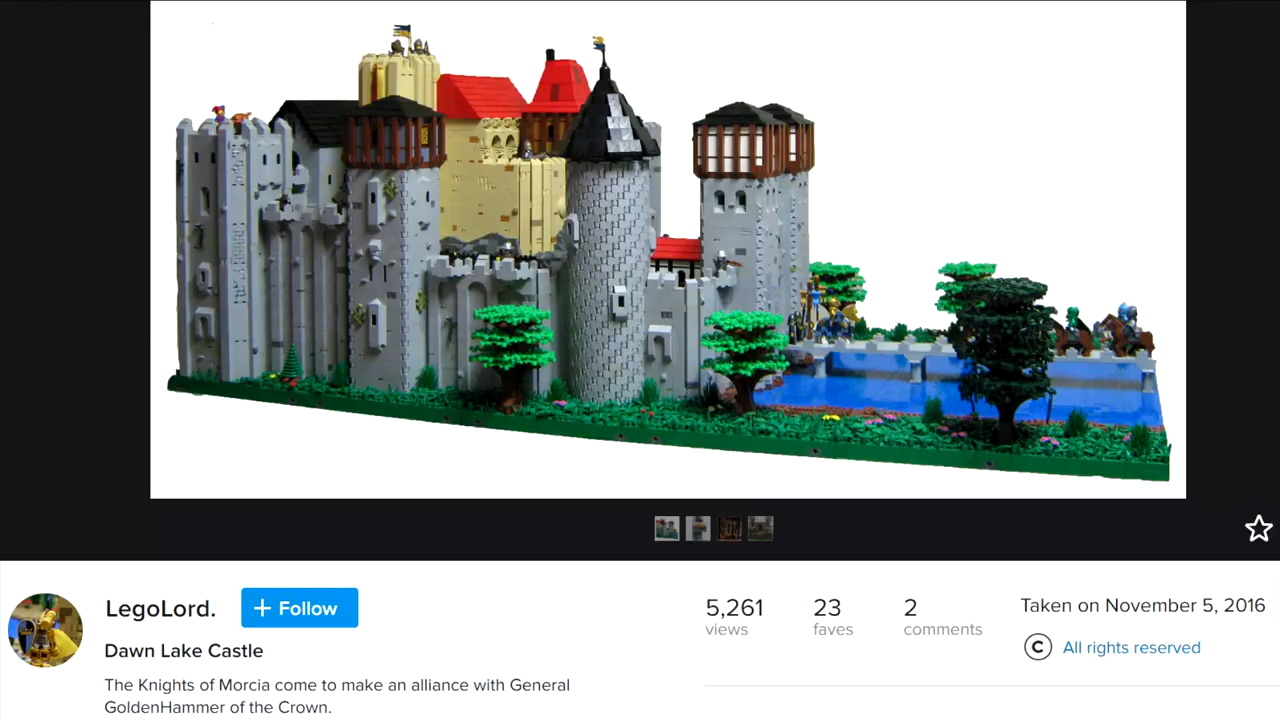 LegoLord.
+ Follow
Dawn Lake Castle
The Knights of Morcia come to make an alliance with General
GoldenHammer of the Crown.
5,261
views
23
faves
2
comments
Taken on November 5, 2016
C All rights reserved